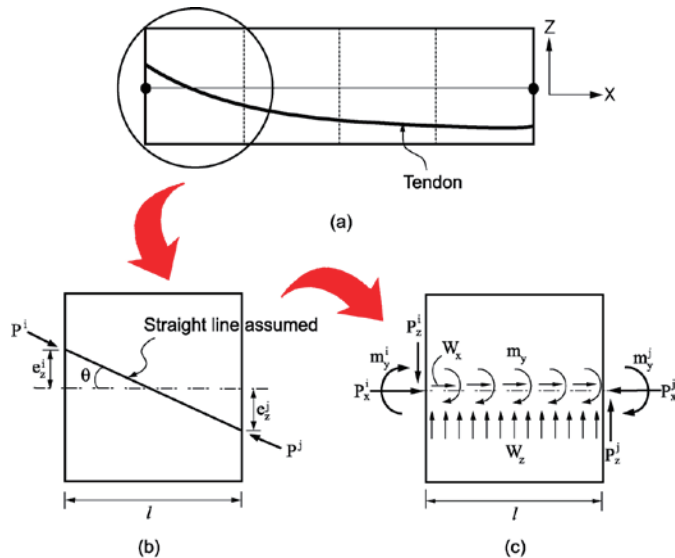 Z
X
Tendon
(a)
Straight line assumed
P^i
e_z^i
θ
e_z^j
P^j
l
(b)
P_z^i
m_y^i
W_x
m_y
m_y^j
P_x^i
P_x^j
W_z
P_z^j
l
(c)